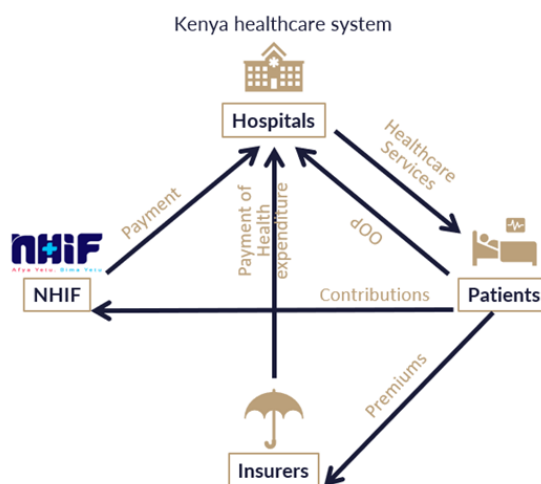 Kenya healthcare system
Hospitals
Healthcare
Services
Payment
Payment of
Health
expenditure
OOP
NHIF
Afya Yetu, Bima Yetu
NHIF
Contributions
Patients
Premiums
Insurers